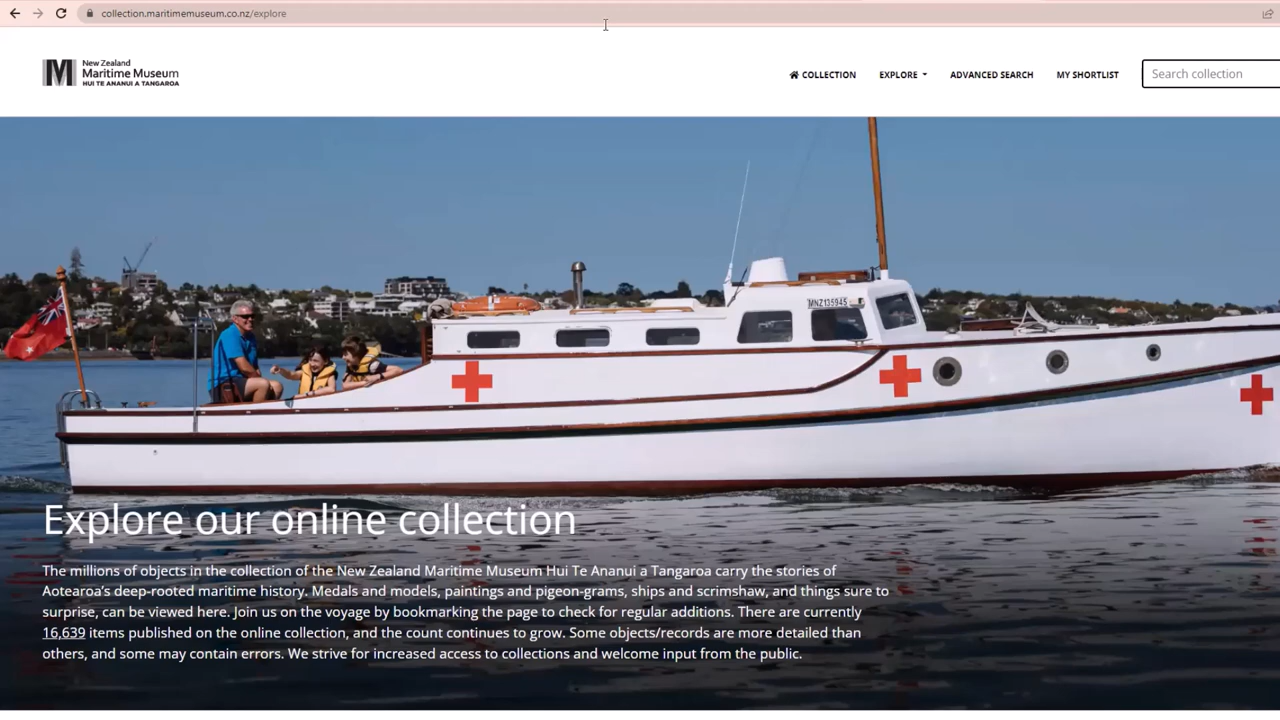 collection.maritimemuseum.co.nz/explore
New Zealand
Maritime Museum
HUI TE ANANUI A TANGAROA
COLLECTION
EXPLORE
ADVANCED SEARCH
MY SHORTLIST
Search collection
MNZ135945
Explore our online collection
The millions of objects in the collection of the New Zealand Maritime Museum Hui Te Ananui a Tangaroa carry the stories of
Aotearoa's deep-rooted maritime history. Medals and models, paintings and pigeon-grams, ships and scrimshaw, and things sure to
surprise, can be viewed here. Join us on the voyage by bookmarking the page to check for regular additions. There are currently
16,639 items published on the online collection, and the count continues to grow. Some objects/records are more detailed than
others, and some may contain errors. We strive for increased access to collections and welcome input from the public.